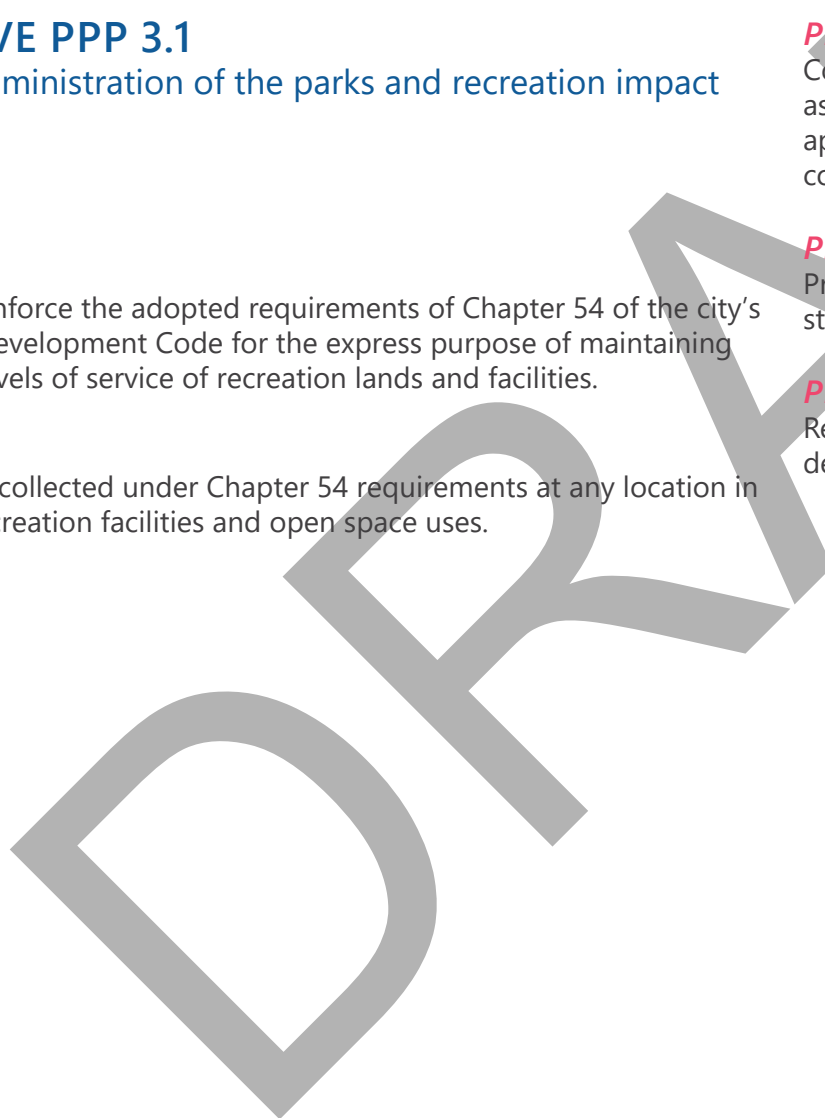 VE PPP 3.1
ministration of the parks and recreation impact
nforce the adopted requirements of Chapter 54 of the city's
evelopment Code for the express purpose of maintaining
vels of service of recreation lands and facilities.
collected under Chapter 54 requirements at any location in
creation facilities and open space uses.
P
Co
as
ap
co
P
Pr
st
P
Re
de
DRA